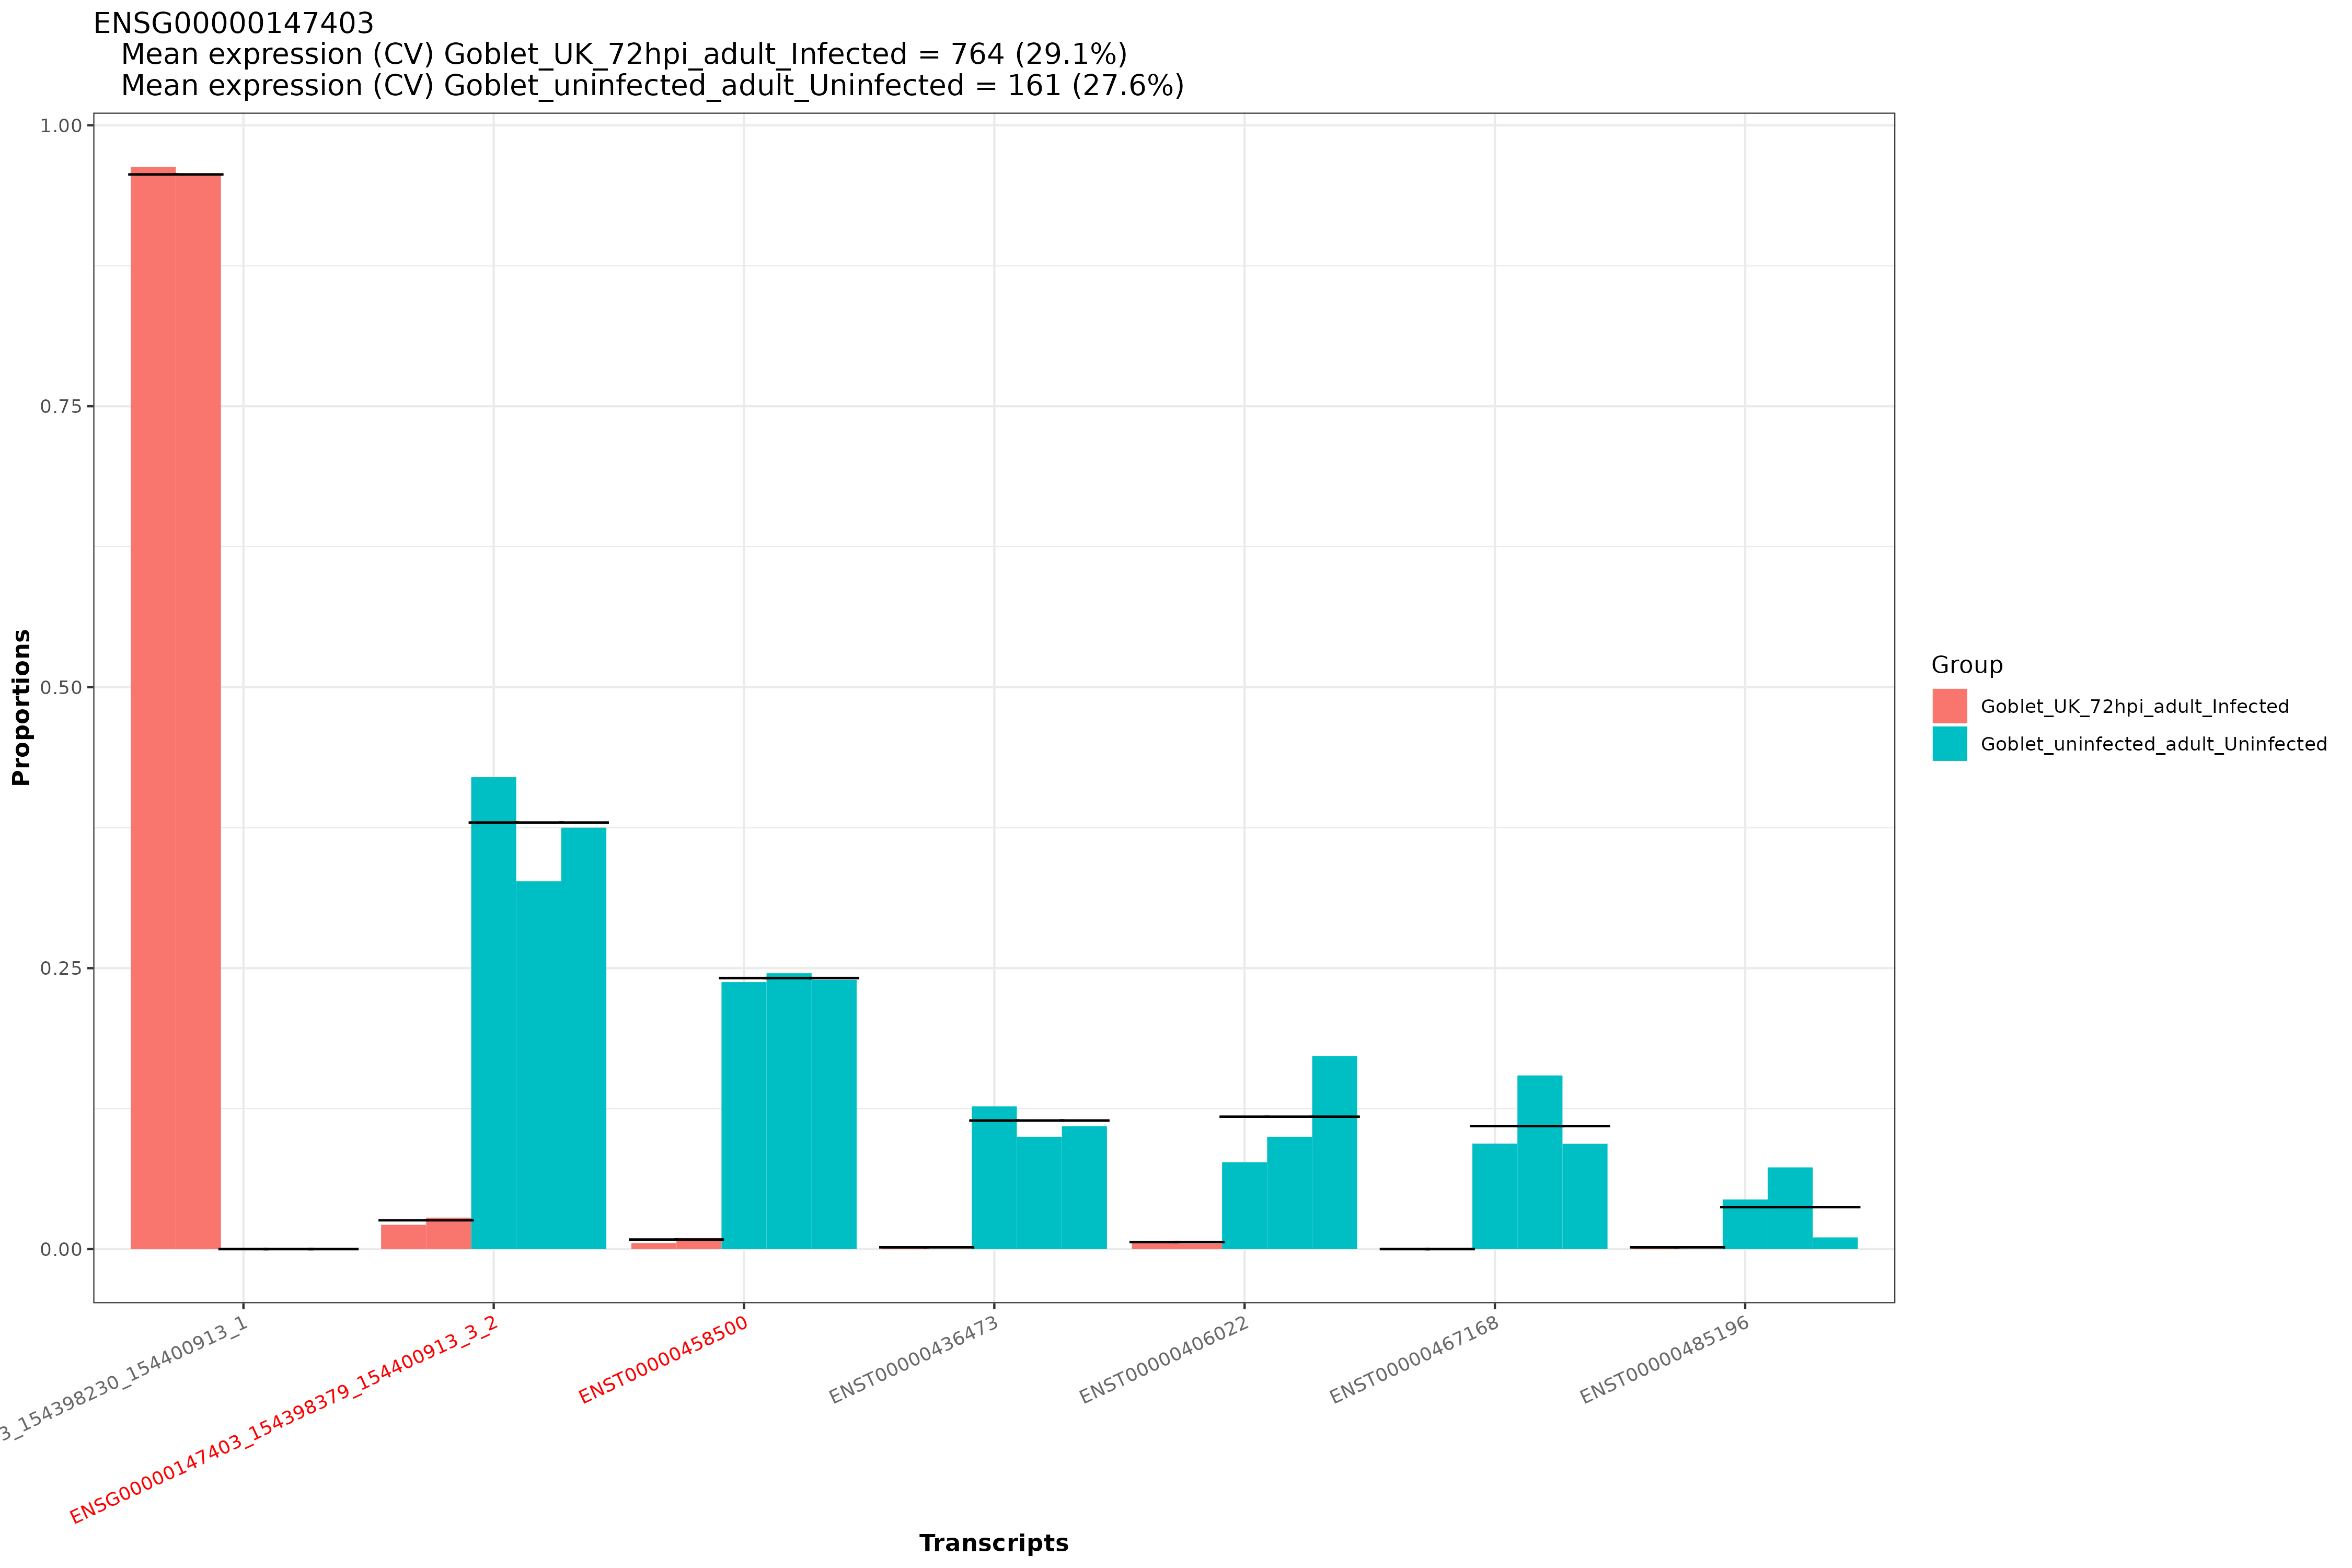 ENSG00000147403
Mean expression (CV) Goblet_UK_72hpi_adult_Infected = 764 (29.1%)
Mean expression (CV) Goblet_uninfected_adult_Uninfected = 161 (27.6%)
1.00
0.75
0.50
0.25
0.00
Proportions
3_154398230_154400913_1
ENSG00000147403_154398379_154400913_3_2
ENST00000458500
ENST00000436473
ENST00000406022
ENST00000467168
ENST00000485196
Transcripts
Group
Goblet_UK_72hpi_adult_Infected
Goblet_uninfected_adult_Uninfected